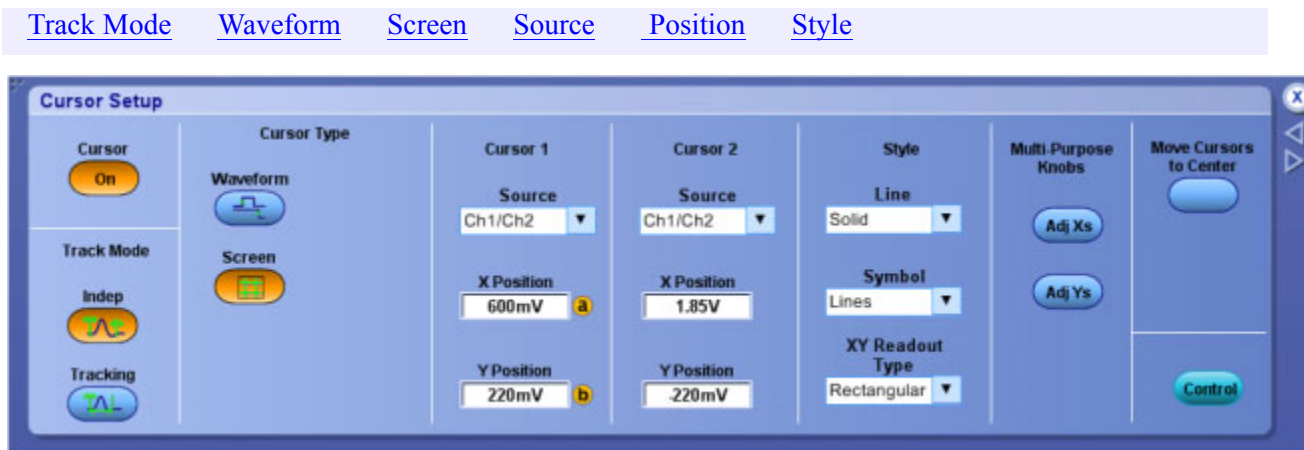 Track Mode Waveform Screen Source Position Style
Cursor Setup
X
Cursor
On
Track Mode
Indep
Tracking
Cursor Type
Waveform
Screen
Cursor 1
Source
Ch1/Ch2
X Position
600mV a
Y Position
220mV b
Cursor 2
Source
Ch1/Ch2
X Position
1.85V
Y Position
-220mV
Style
Line
Solid
Symbol
Lines
XY Readout
Type
Rectangular
Multi-Purpose
Knobs
Adj Xs
Adj Ys
Move Cursors
to Center
Control